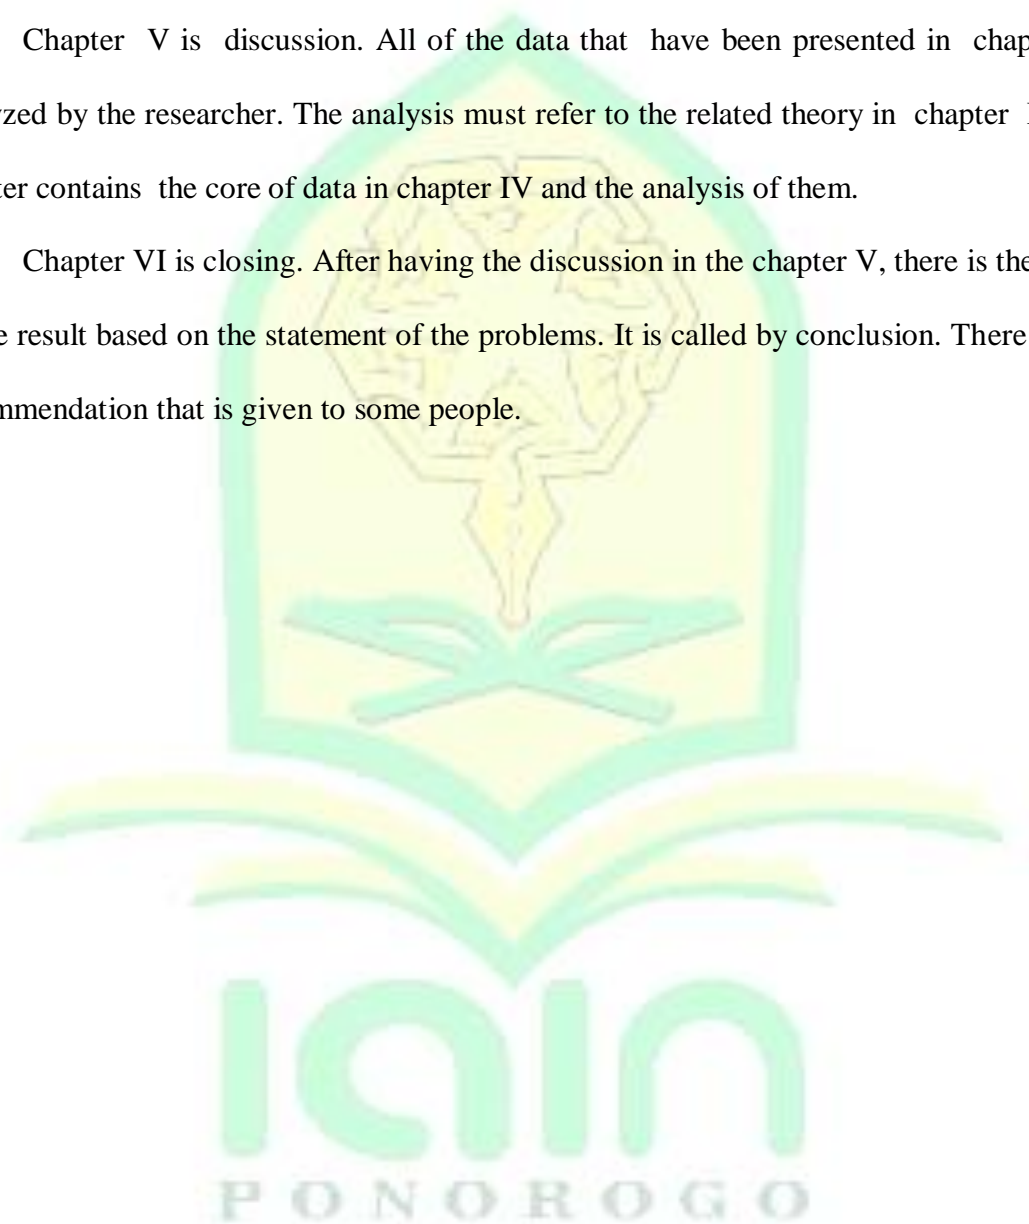 Chapter V is discussion. All of the data that have been presented in chap
yzed by the researcher. The analysis must refer to the related theory in chapter
ter contains the core of data in chapter IV and the analysis of them.
Chapter VI is closing. After having the discussion in the chapter V, there is the
e result based on the statement of the problems. It is called by conclusion. There
mmendation that is given to some people.
iain
PONOROGO